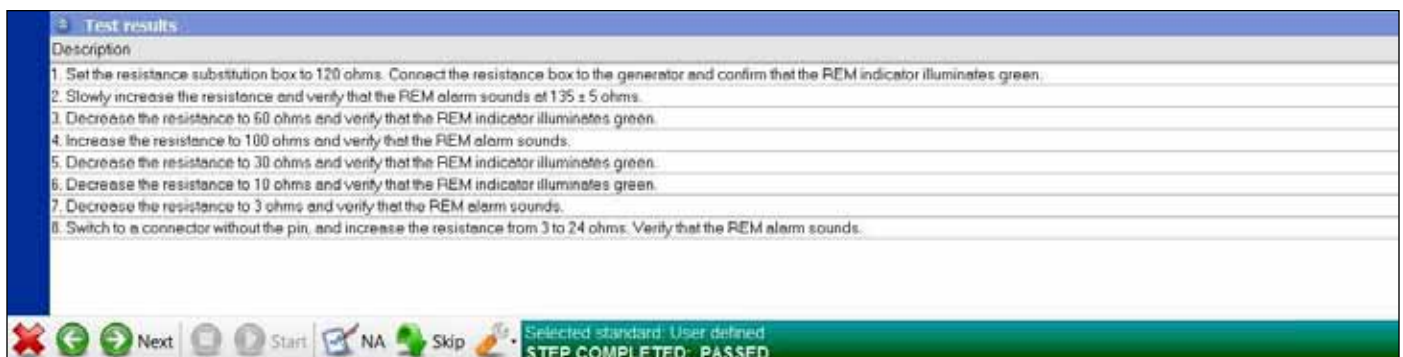 Test results
Description
1. Set the resistance substitution box to 120 ohms. Connect the resistance box to the generator and confirm that the REM indicator illuminates green.
2. Slowly increase the resistance and verify that the REM alarm sounds at 135 ± 5 ohms.
3. Decrease the resistance to 60 ohms and verify that the REM indicator illuminates green.
4. Increase the resistance to 100 ohms and verify that the REM alarm sounds.
5. Decrease the resistance to 30 ohms and verify that the REM indicator illuminates green.
6. Decrease the resistance to 10 ohms and verify that the REM indicator illuminates green.
7. Decrease the resistance to 3 ohms and verify that the REM alarm sounds.
8. Switch to a connector without the pin, and increase the resistance from 3 to 24 ohms. Verify that the REM alarm sounds.
Next Start NA Skip
Selected standard: User defined
STEP COMPLETED: PASSED